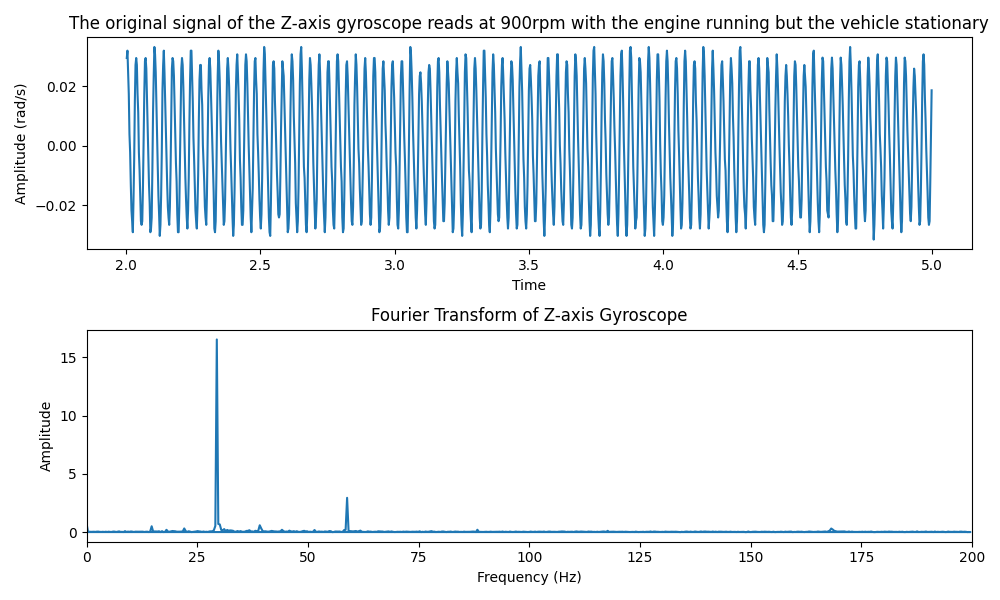 The original signal of the Z-axis gyroscope reads at 900rpm with the engine running but the vehicle stationary
0.02
0.00
−0.02
Amplitude (rad/s)
2.0 2.5 3.0 3.5 4.0 4.5 5.0
Time
Fourier Transform of Z-axis Gyroscope
15
10
5
0
Amplitude
0 25 50 75 100 125 150 175 200
Frequency (Hz)